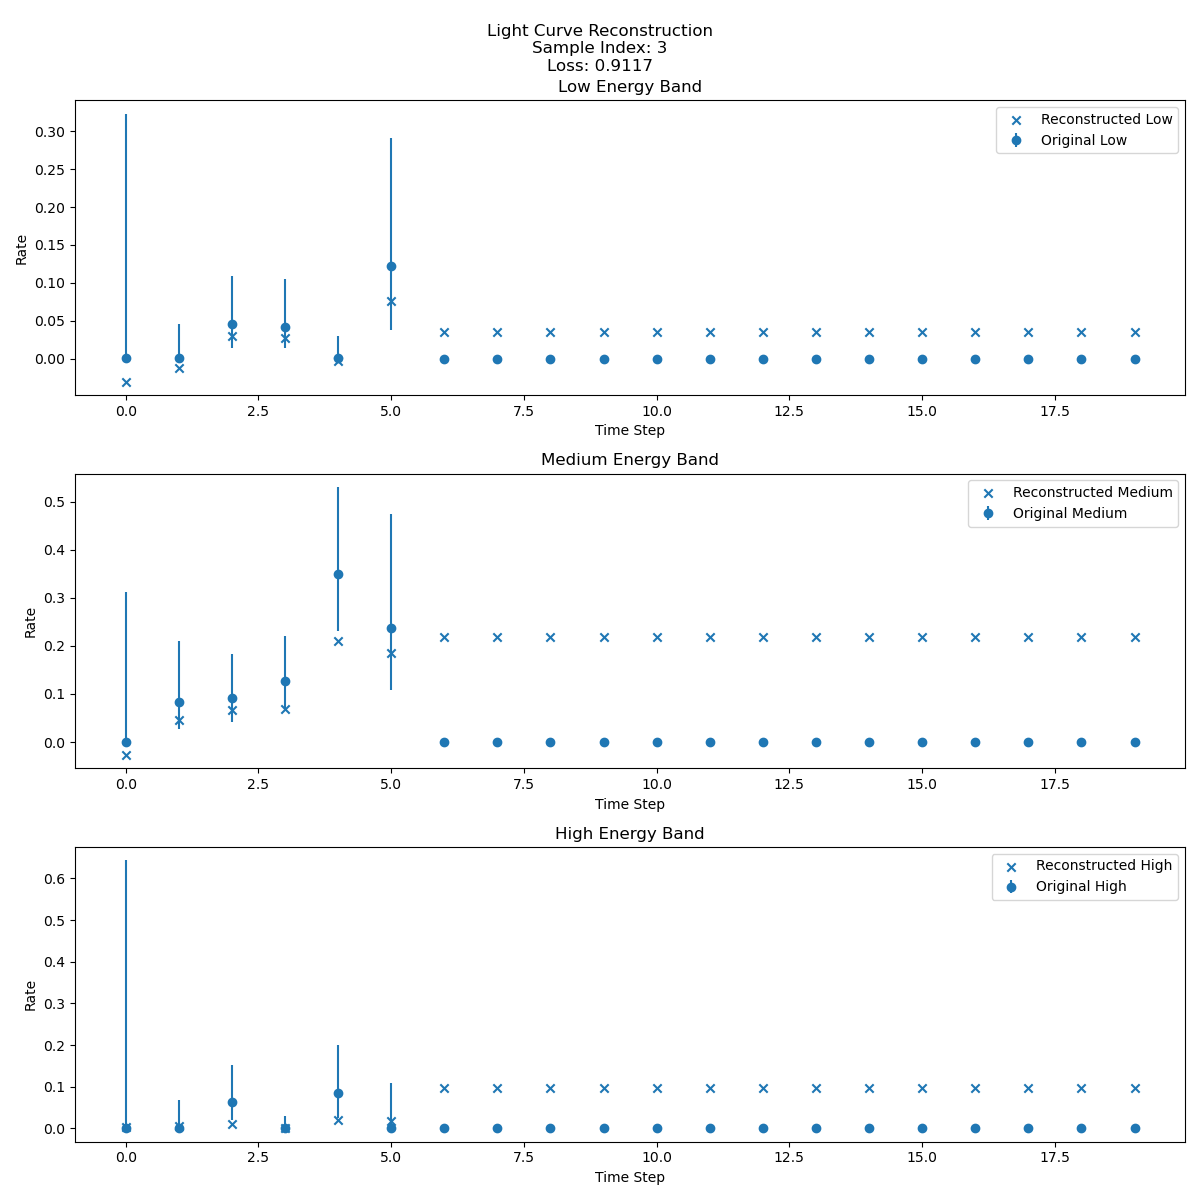 Light Curve Reconstruction
Sample Index: 3
Loss: 0.9117
Low Energy Band
Reconstructed Low
Original Low
0.30
0.25
0.20
0.15
0.10
0.05
0.00
Rate
0.0 2.5 5.0 7.5 10.0 12.5 15.0 17.5
Time Step
Medium Energy Band
Reconstructed Medium
Original Medium
0.5
0.4
0.3
0.2
0.1
0.0
Rate
0.0 2.5 5.0 7.5 10.0 12.5 15.0 17.5
Time Step
High Energy Band
Reconstructed High
Original High
0.6
0.5
0.4
0.3
0.2
0.1
0.0
Rate
0.0 2.5 5.0 7.5 10.0 12.5 15.0 17.5
Time Step